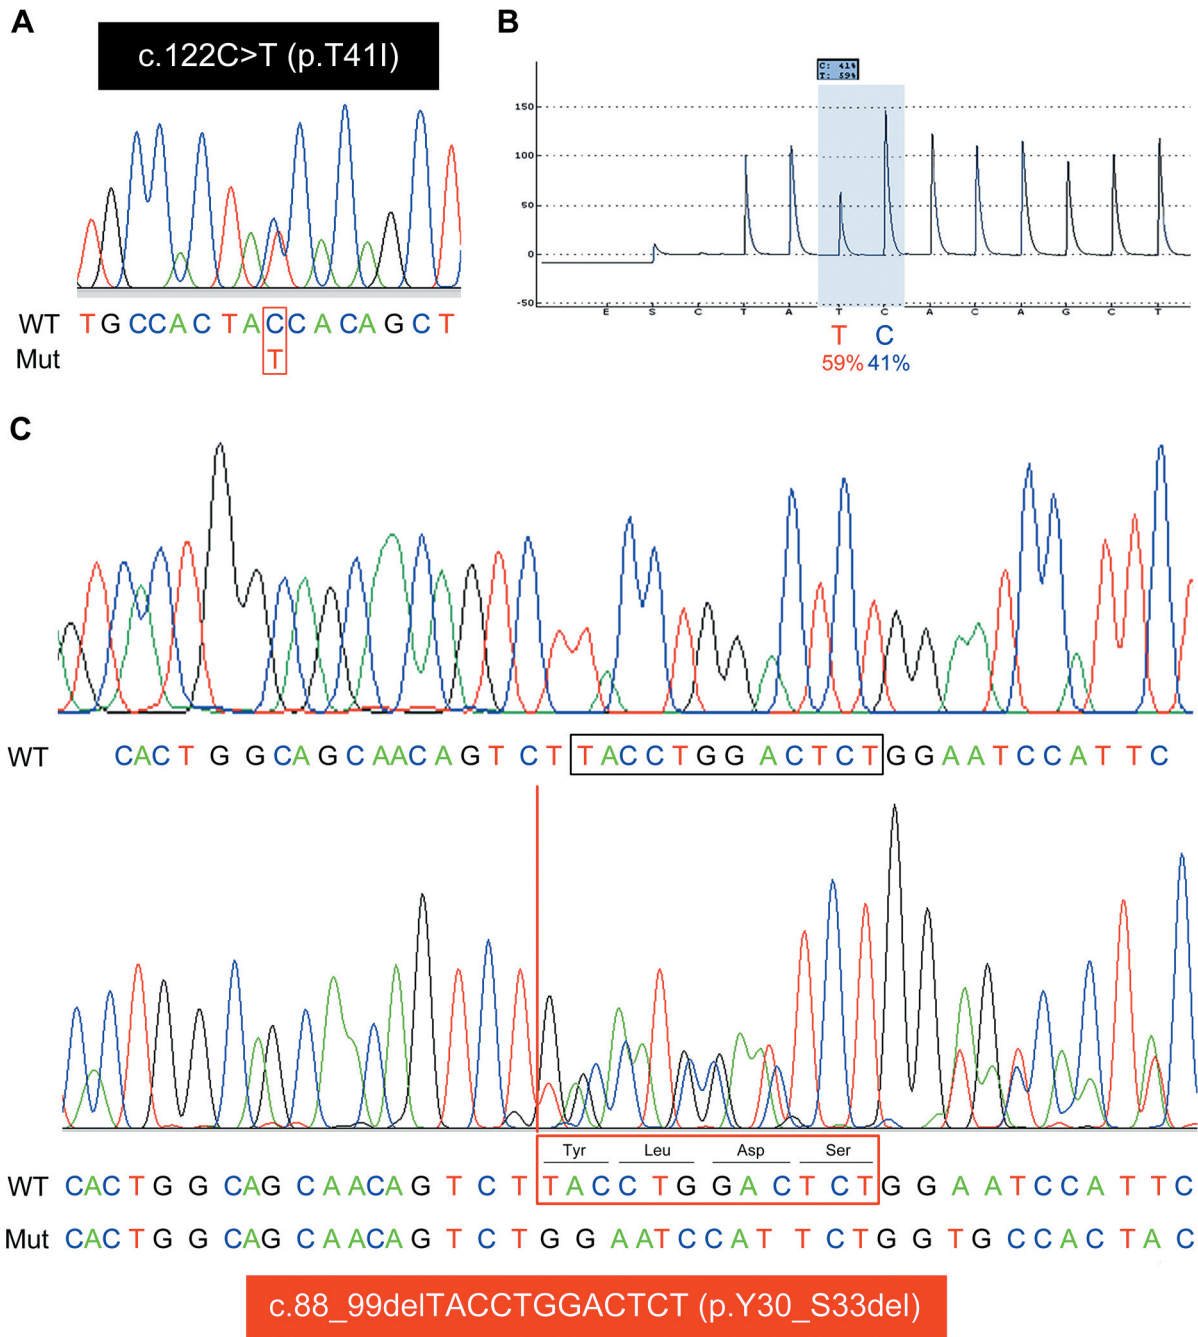 A
c.122C>T (p.T41I)
WT TGCCACTACCACAGCT
Mut T
B
C: 41%
T: 59%
150
100
50
0
-50
E S C T A T C A C A G C T
T C
59% 41%
C
WT CACTGGCAGCAACAGTCTTACCTGGACTCTGGAATCCATTC
Tyr Leu Asp Ser
WT CACTGGCAGCAACAGTCTTACCTGGACTCTGGAATCCATTC
Mut CACTGGCAGCAACAGTCTGGAATCCATTCTGGTGCCACTAC
c.88_99delTACCTGGACTCT (p.Y30_S33del)